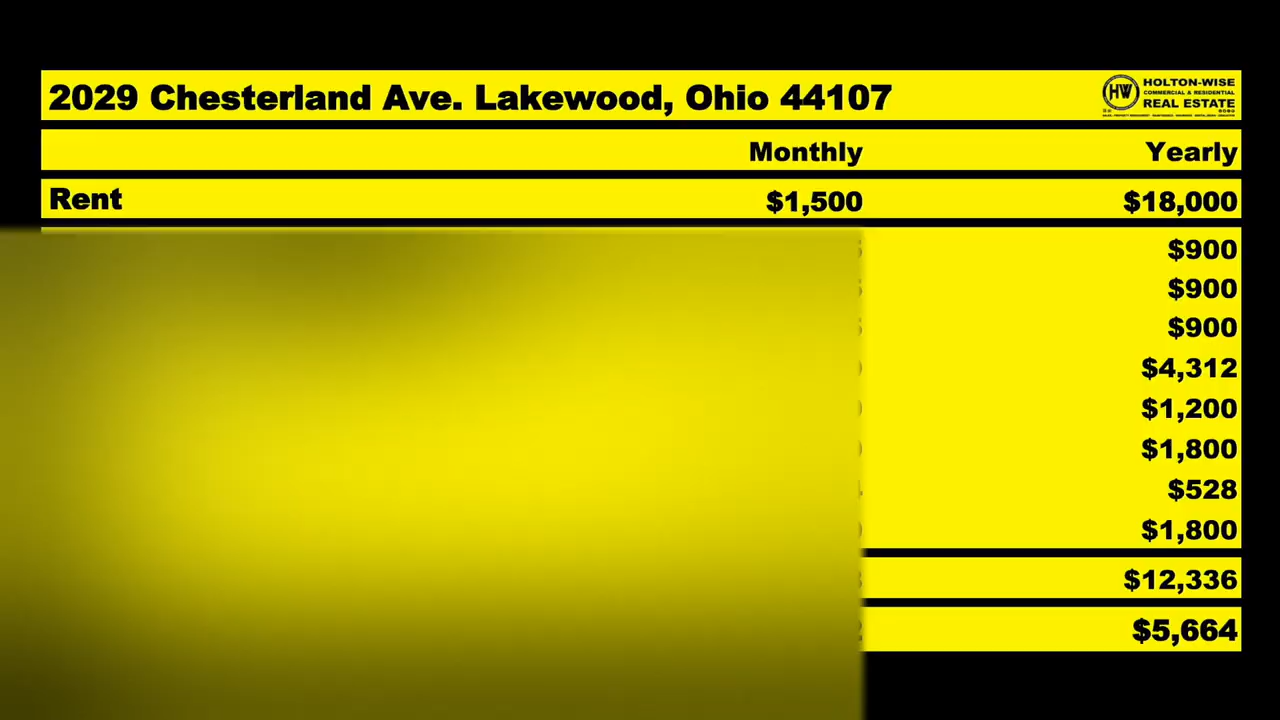 2029 Chesterland Ave. Lakewood, Ohio 44107
HW
HOLTON-WISE
COMMERCIAL & RESIDENTIAL
REAL ESTATE
Monthly Yearly
Rent $1,500 $18,000
$900
$900
$900
$4,312
$1,200
$1,800
$528
$1,800
$12,336
$5,664